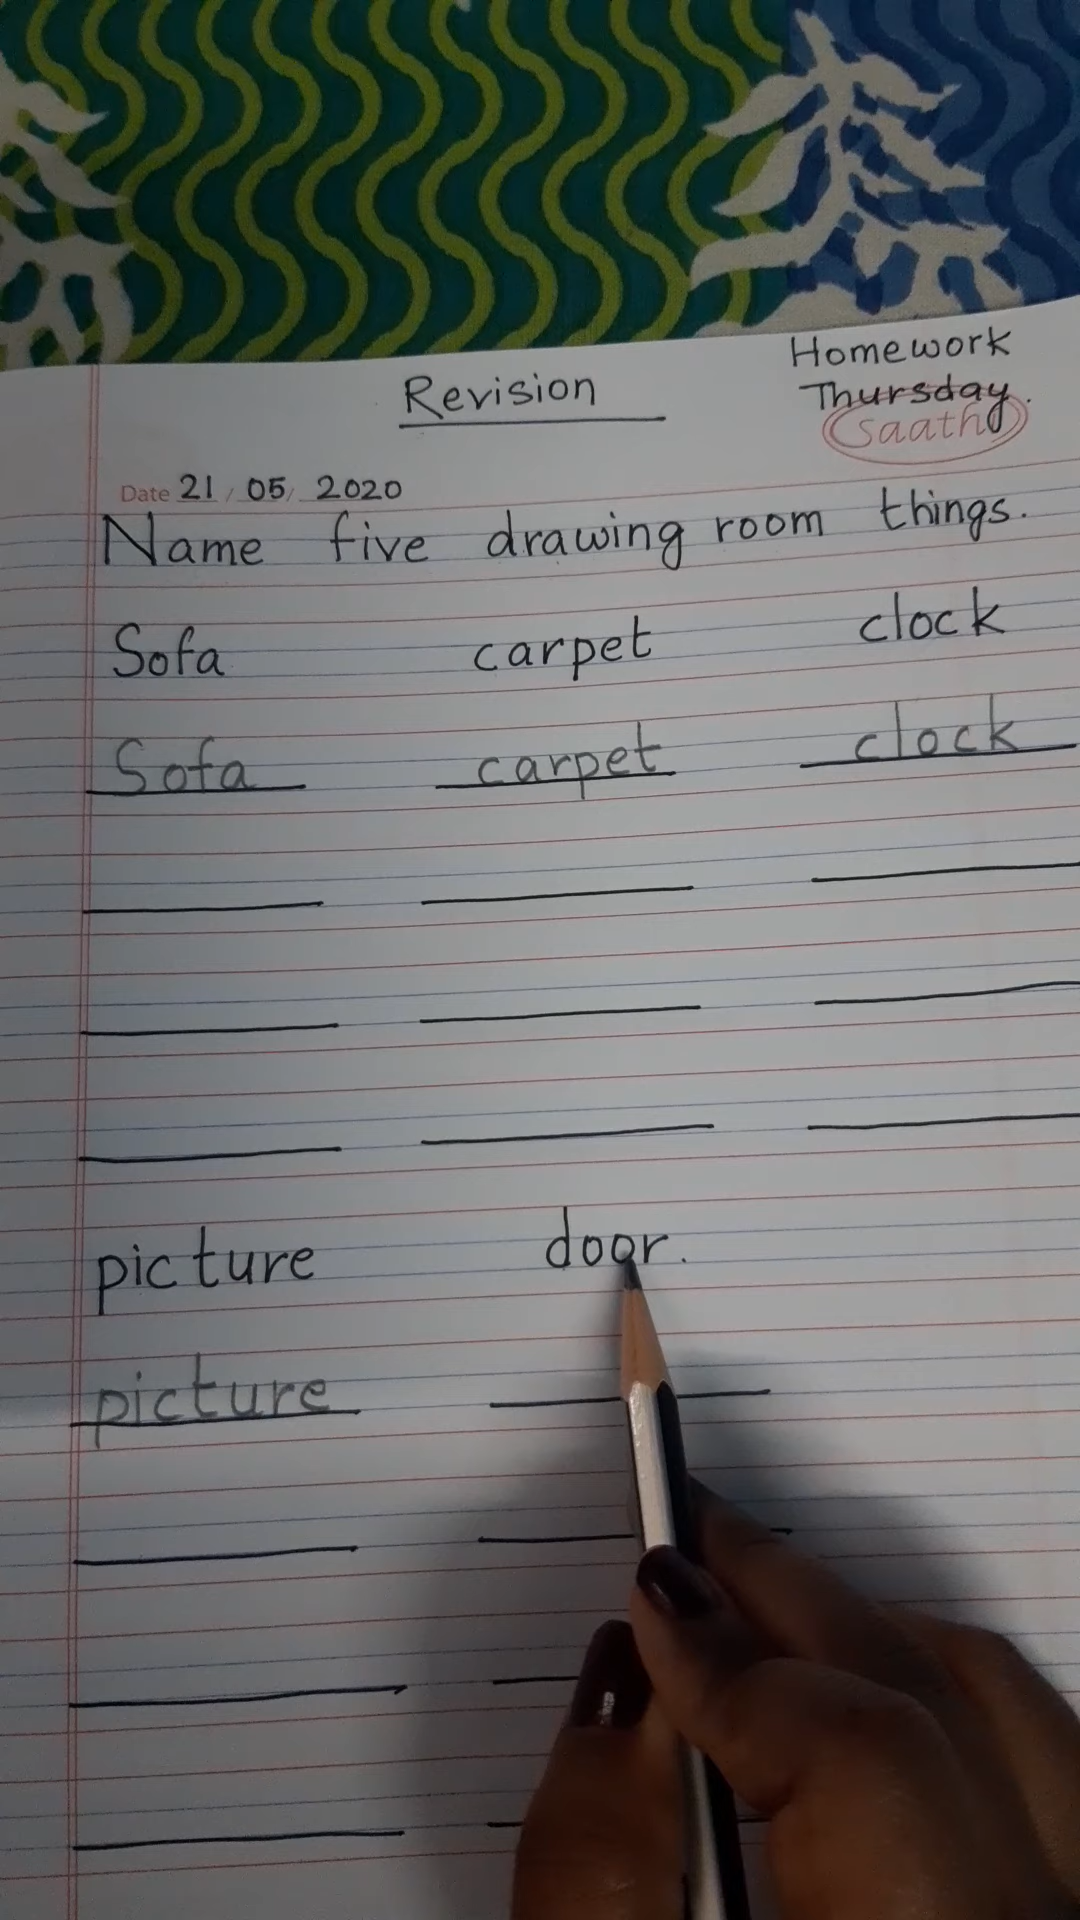 Homework
Revision
Thursday.
saathi
Date 21/05/2020
Name five drawing room things.
Sofa carpet clock
Sofa carpet clock
picture door.
picture